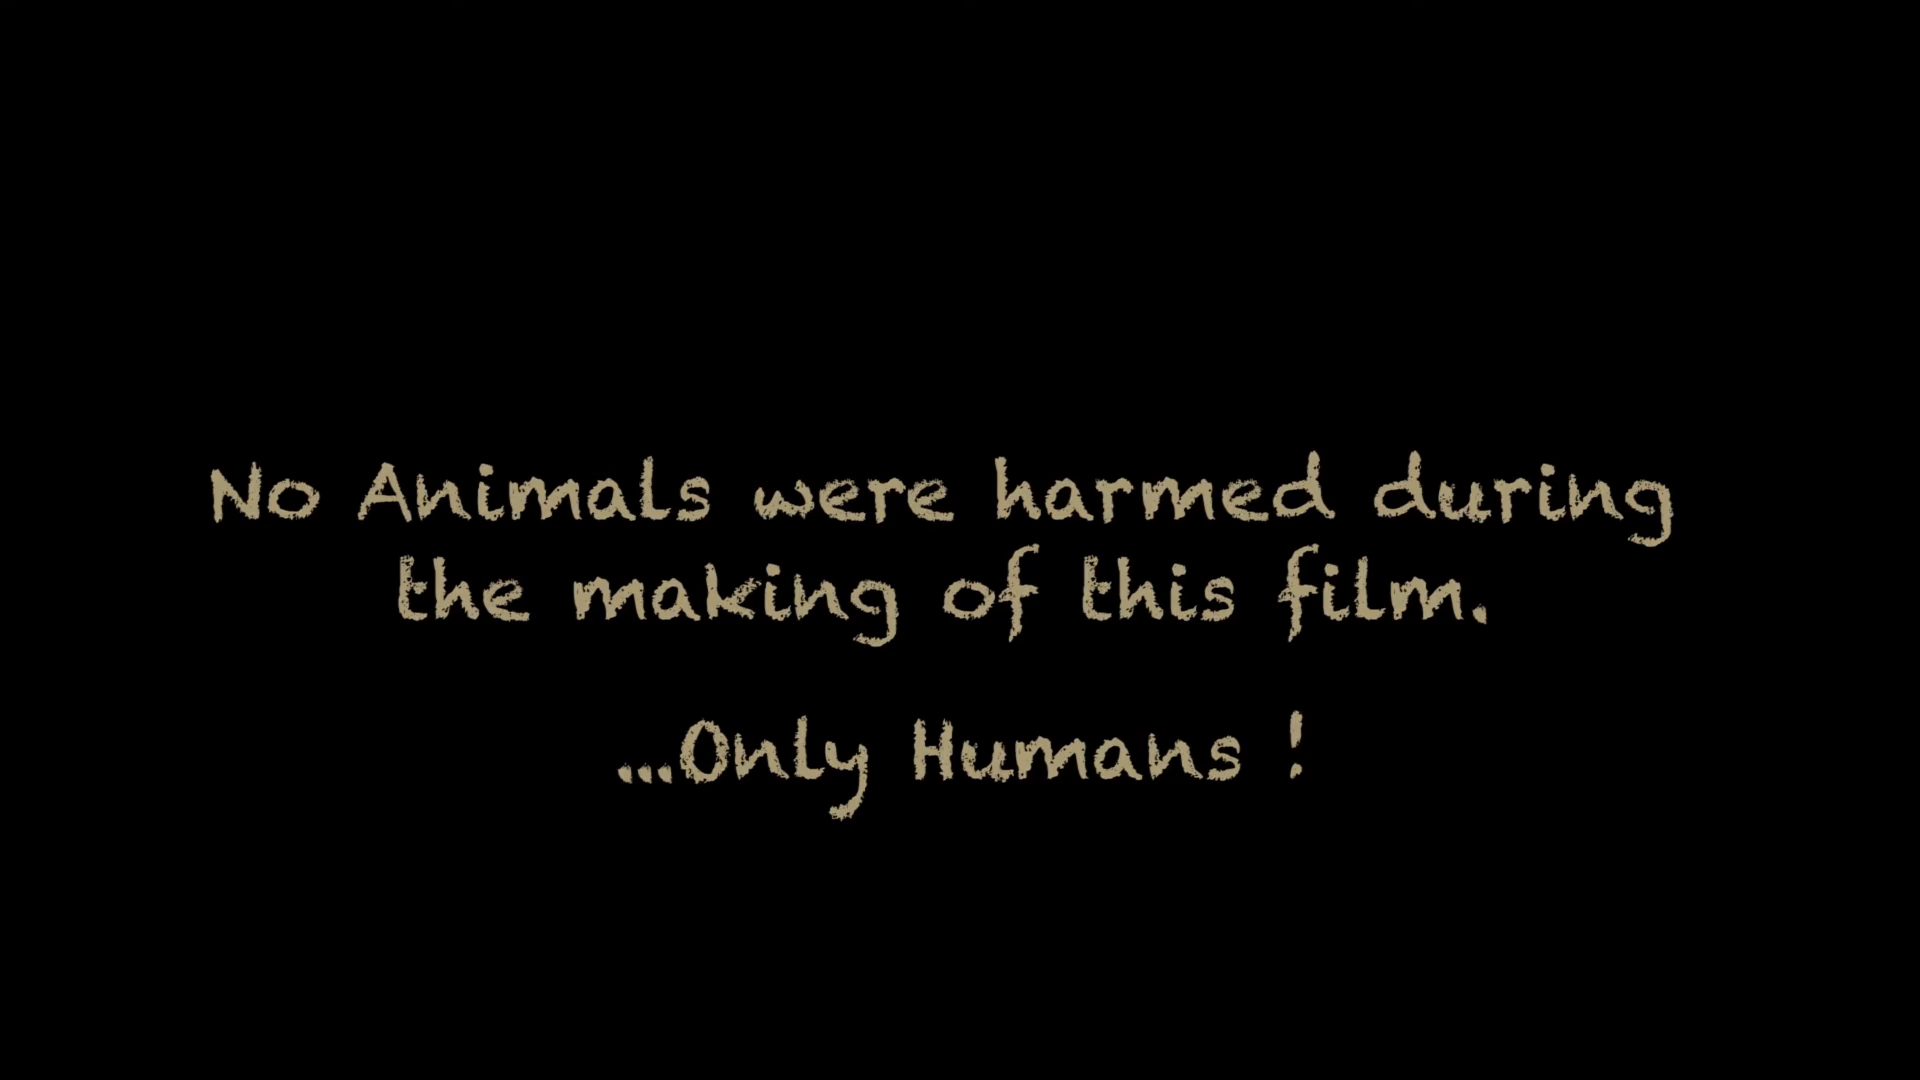 No Animals were harmed during
the making of this film.
...Only Humans !